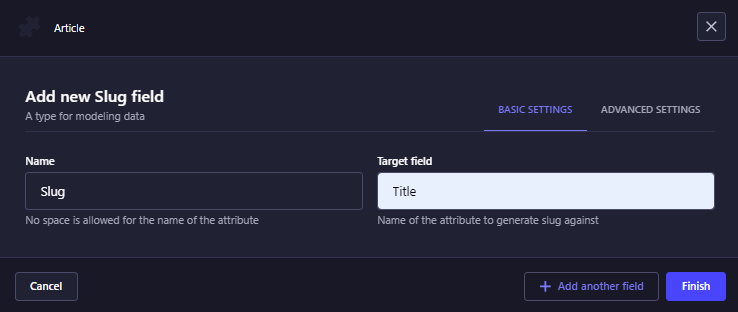 Article
Add new Slug field
A type for modeling data
BASIC SETTINGS
ADVANCED SETTINGS
Name
Target field
Slug
Title
No space is allowed for the name of the attribute
Name of the attribute to generate slug against
Cancel
Add another field
Finish